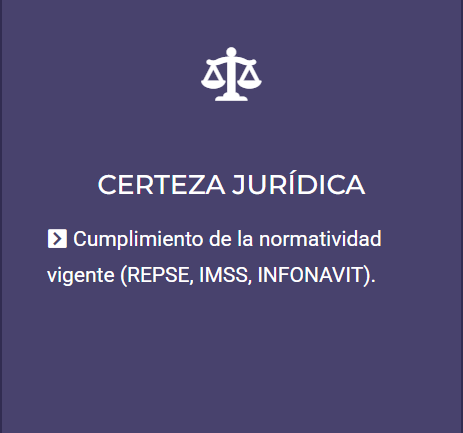 CERTEZA JURÍDICA
Cumplimiento de la normatividad
vigente (REPSE, IMSS, INFONAVIT).